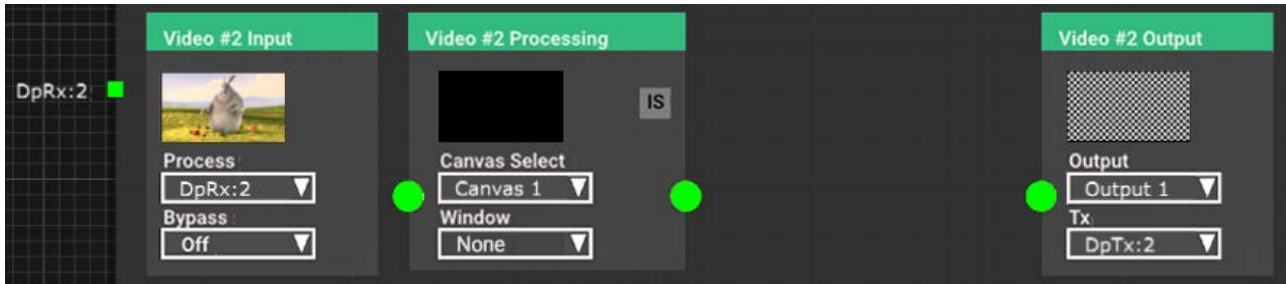 Video #2 Input
Video #2 Processing
Video #2 Output
DpRx:2
IS
Process
DpRx:2
Bypass
Off
Canvas Select
Canvas 1
Window
None
Output
Output 1
Tx
DpTx:2